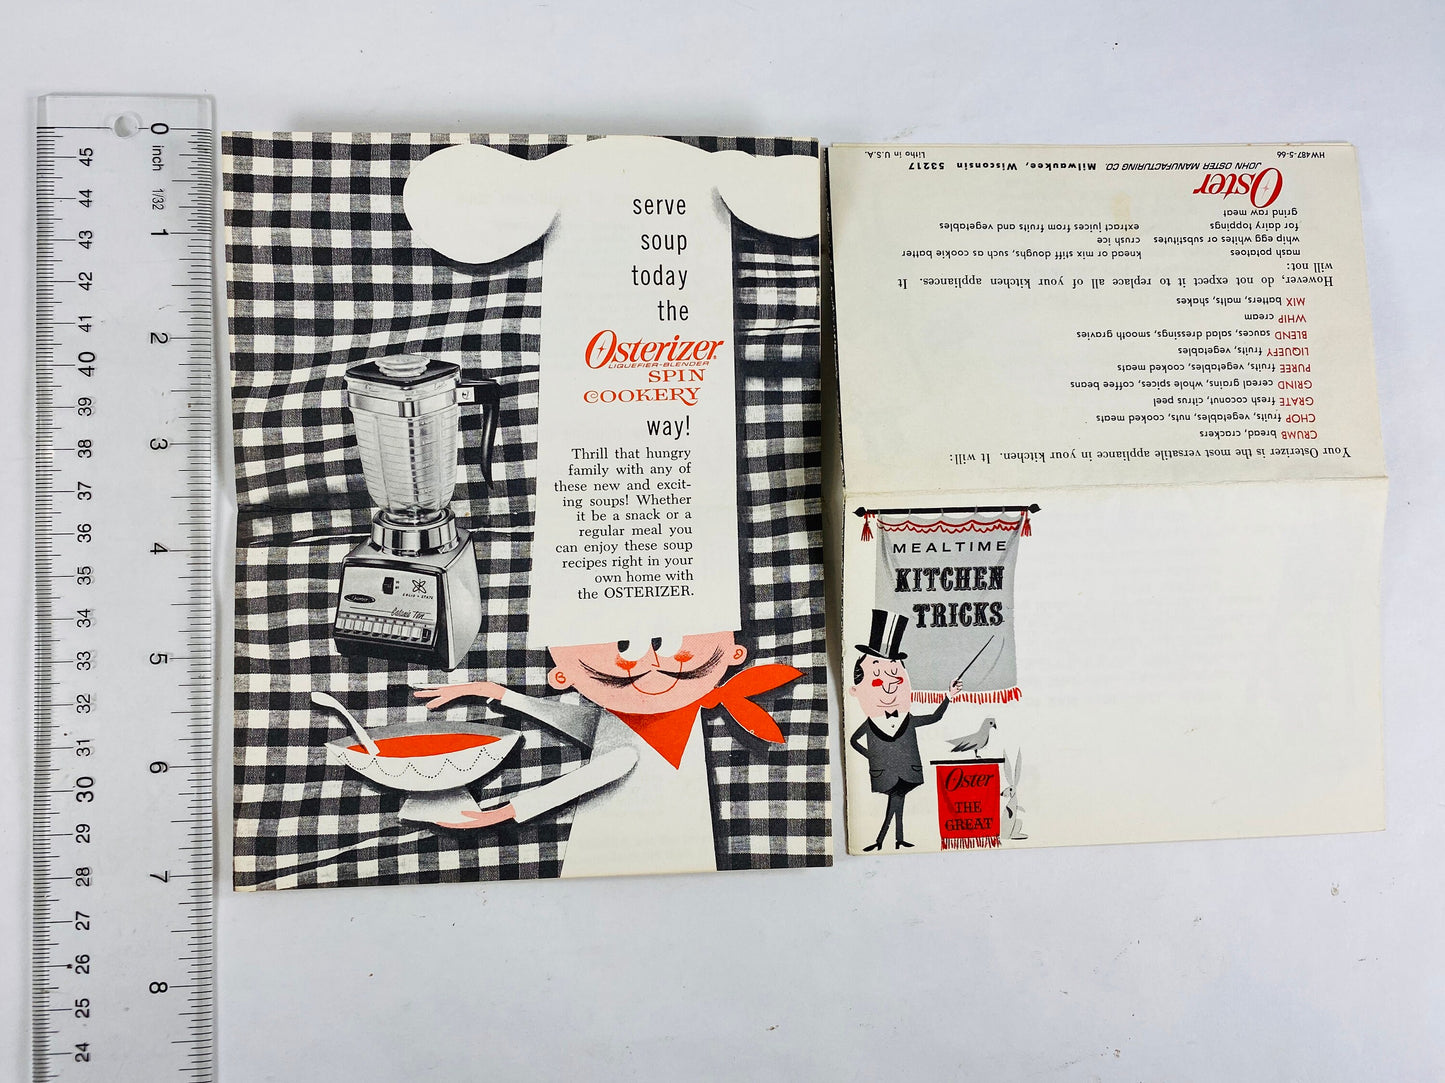 serve
soup
today
the
Osterizer®
LIQUEFIER-BLENDER
SPIN
COOKERY
way!
Thrill that hungry
family with any of
these new and excit-
ing soups! Whether
it be a snack or a
regular meal you
can enjoy these soup
recipes right in your
own home with
the OSTERIZER.
Oster
SOLID-STATE
Your Osterizer is the most versatile appliance in your kitchen. It will:
CRUMB bread, crackers
CHOP fruits, vegetables, nuts, cooked meats
GRATE fresh coconut, citrus peel
GRIND cereal grains, whole spices, coffee beans
PUREE fruits, vegetables, cooked meats
LIQUEFY fruits, vegetables
BLEND sauces, salad dressings, smooth gravies
WHIP cream
MIX batters, malts, shakes
However, do not expect it to replace all of your kitchen appliances. It
will not:
mash potatoes knead or mix stiff doughs, such as cookie batter
whip egg whites or substitutes crush ice
for dairy toppings extract juices from fruits and vegetables
grind raw meat
Oster
JOHN OSTER MANUFACTURING CO. Milwaukee, Wisconsin 53217
HW487-5-66 Litho in U.S.A.
MEALTIME
KITCHEN
TRICKS
Oster
THE
GREAT
0 inch 1/32
1
2
3
4
5
6
7
8
45
44
43
42
41
40
39
38
37
36
35
34
33
32
31
30
29
28
27
26
25
24